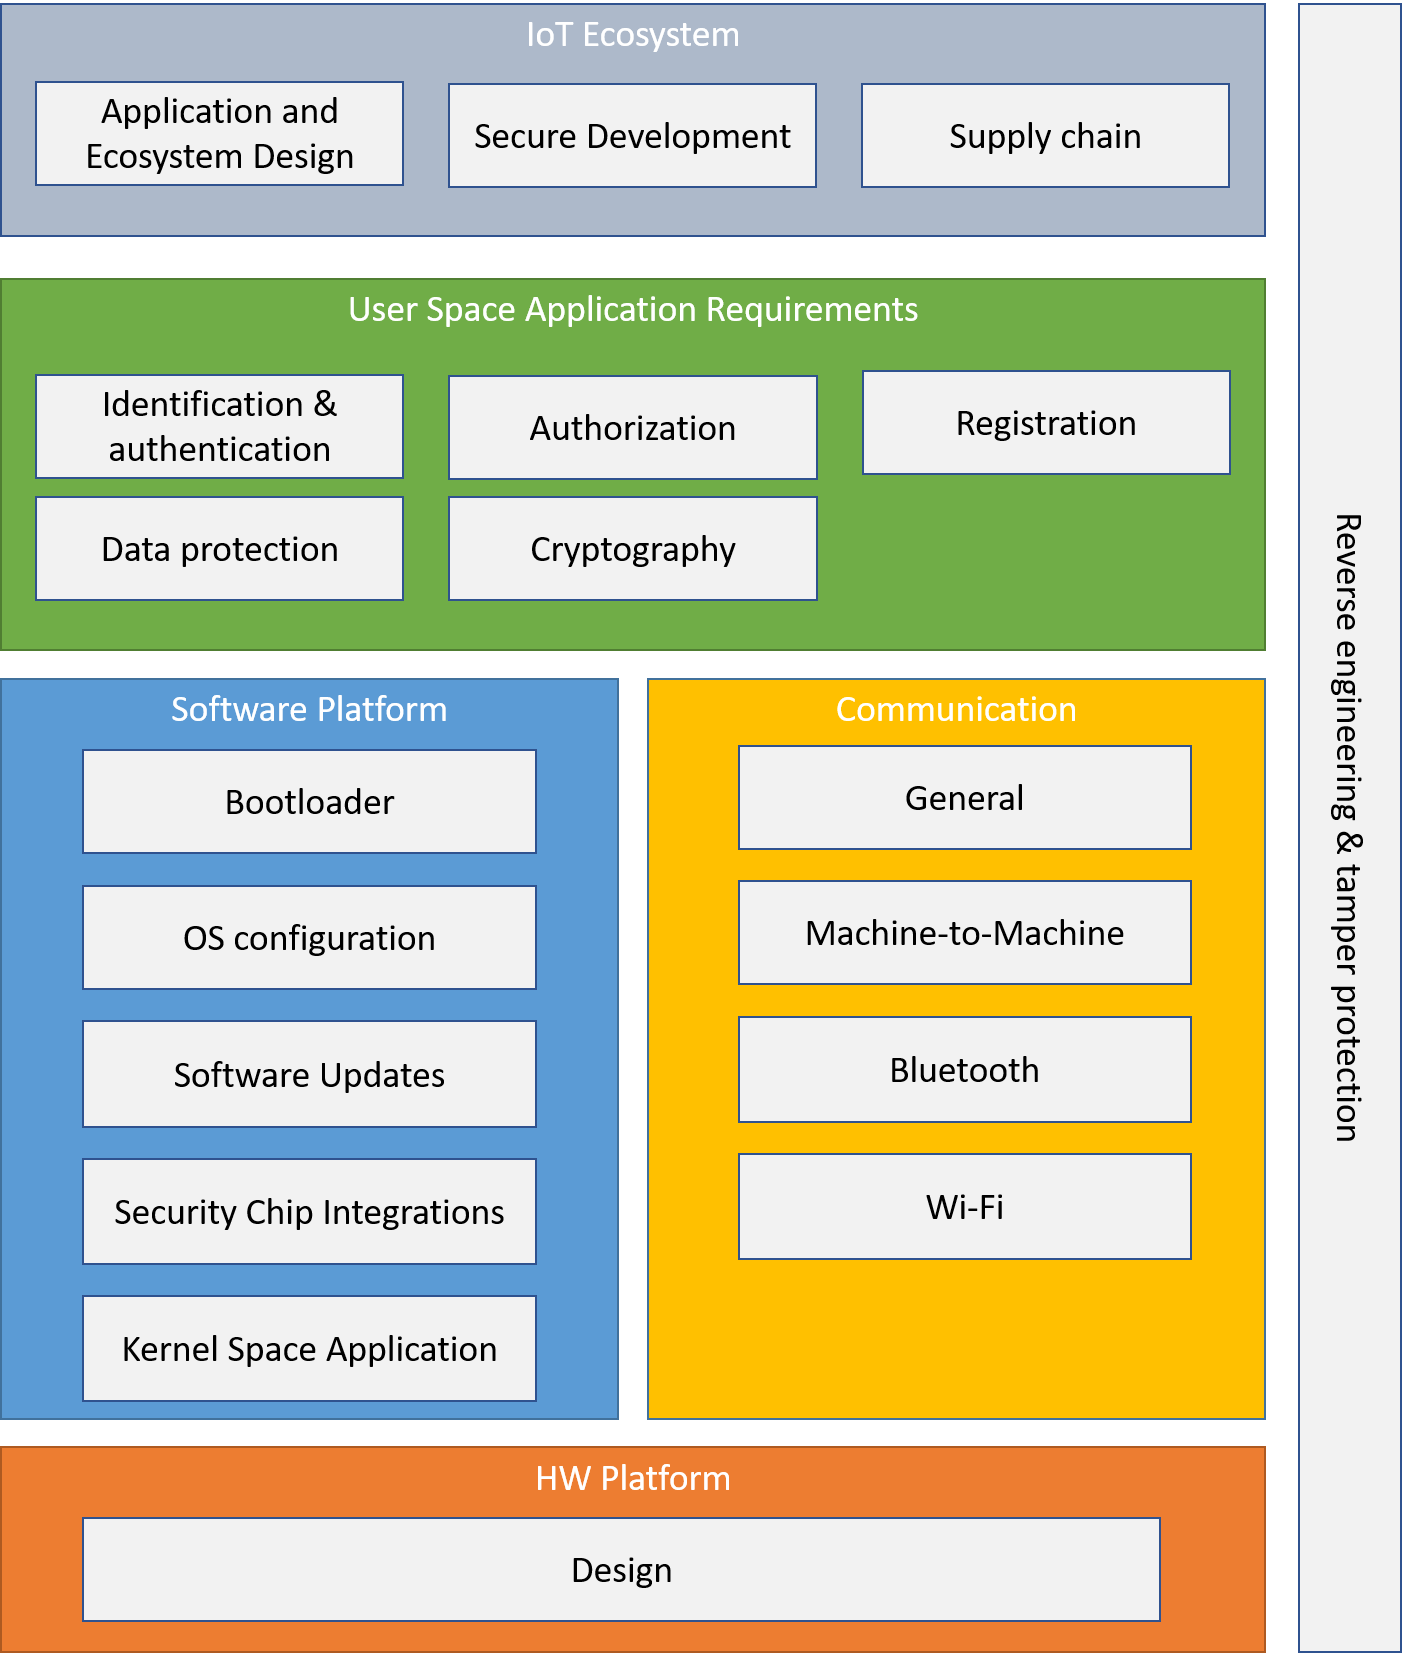 IoT Ecosystem
Application and
Ecosystem Design
Secure Development
Supply chain
User Space Application Requirements
Identification &
authentication
Authorization
Registration
Data protection
Cryptography
Software Platform
Bootloader
OS configuration
Software Updates
Security Chip Integrations
Kernel Space Application
Communication
General
Machine-to-Machine
Bluetooth
Wi-Fi
HW Platform
Design
Reverse engineering & tamper protection